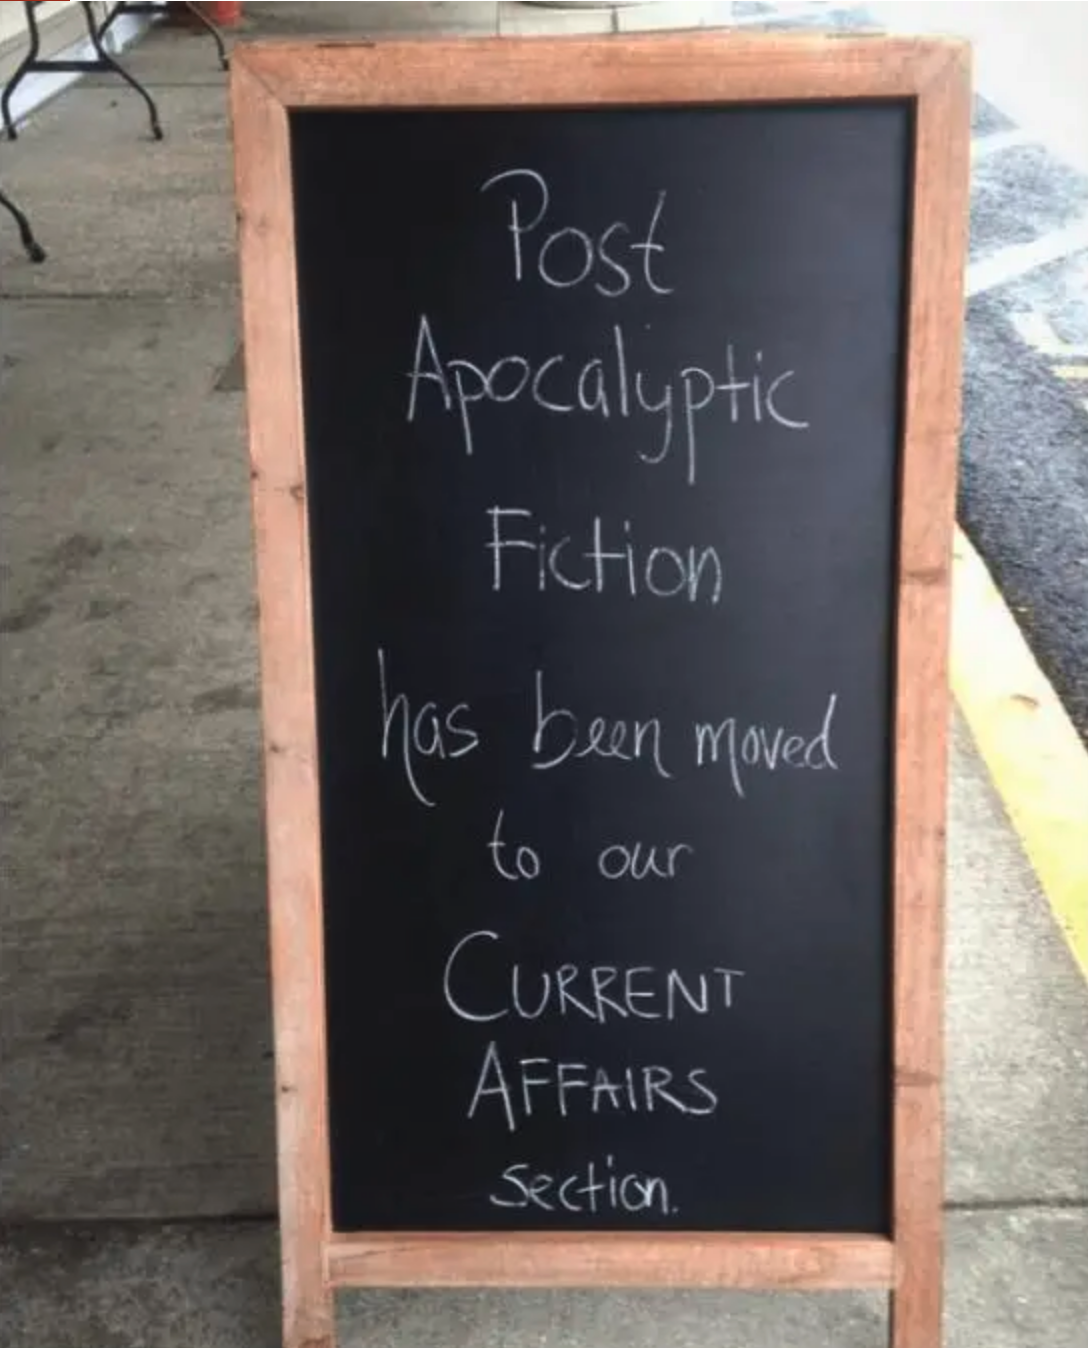 Post
Apocalyptic
Fiction
has been moved
to our
CURRENT
AFFAIRS
section.